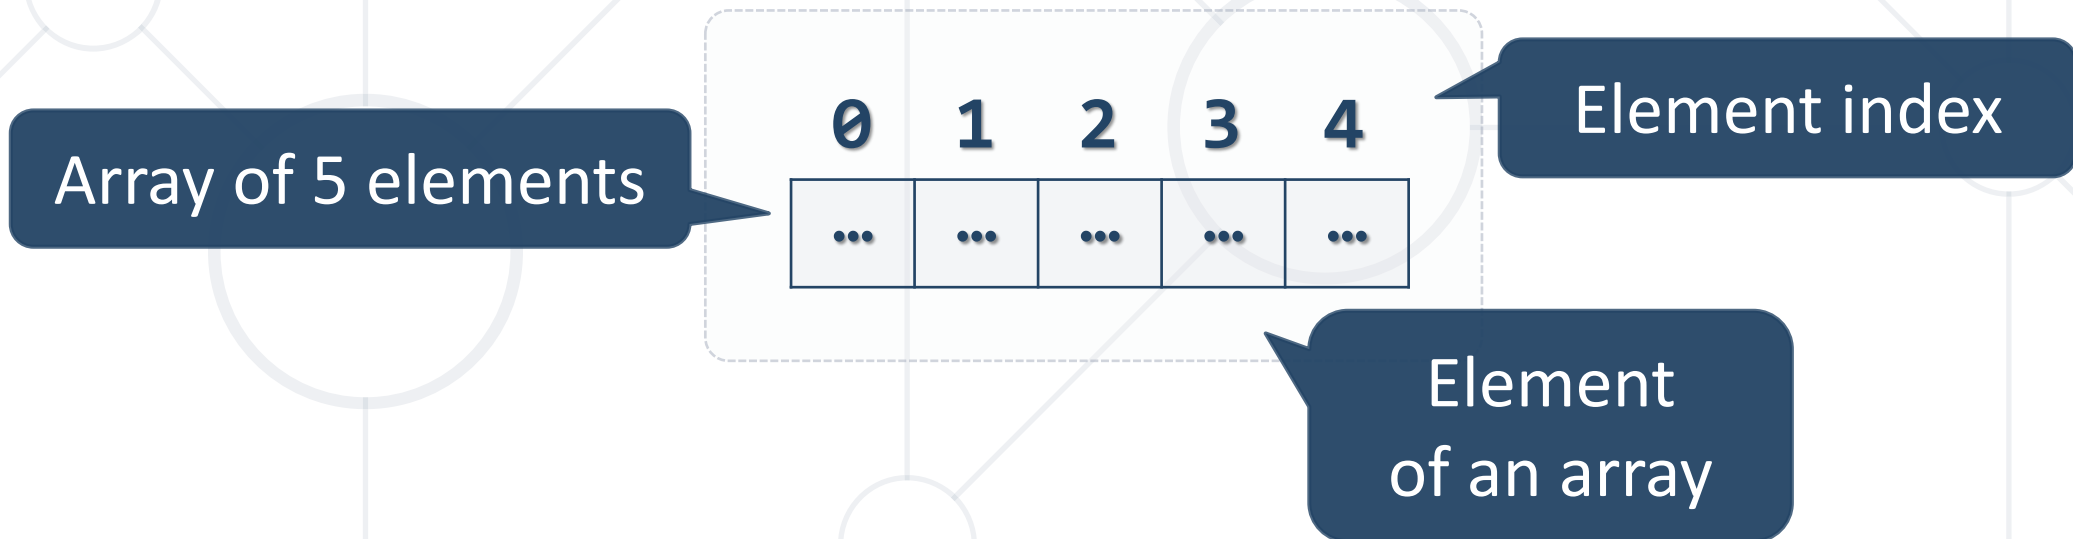 Element index
0 1 2 3 4
Array of 5 elements
... ... ... ... ...
Element
of an array